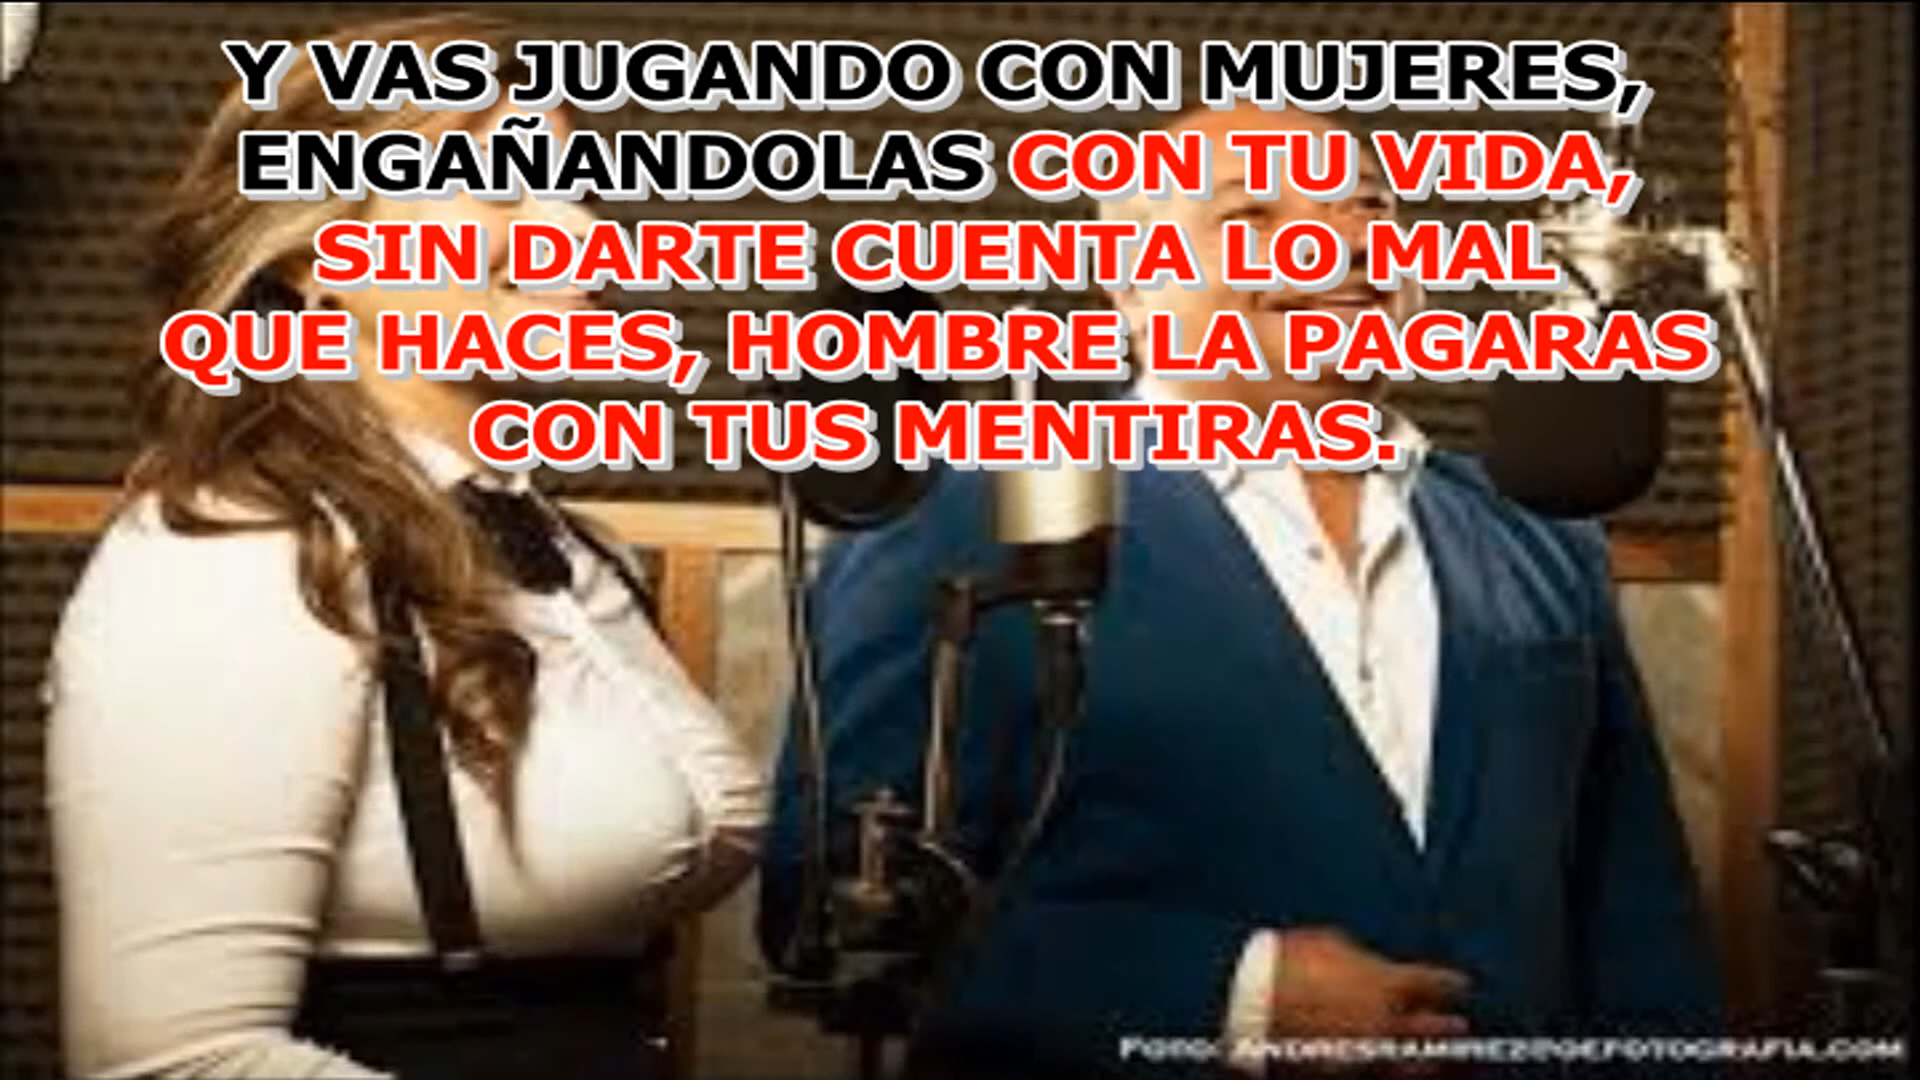 Y VAS JUGANDO CON MUJERES,
ENGAÑANDOLAS CON TU VIDA,
SIN DARTE CUENTA LO MAL
QUE HACES, HOMBRE LA PAGARAS
CON TUS MENTIRAS.